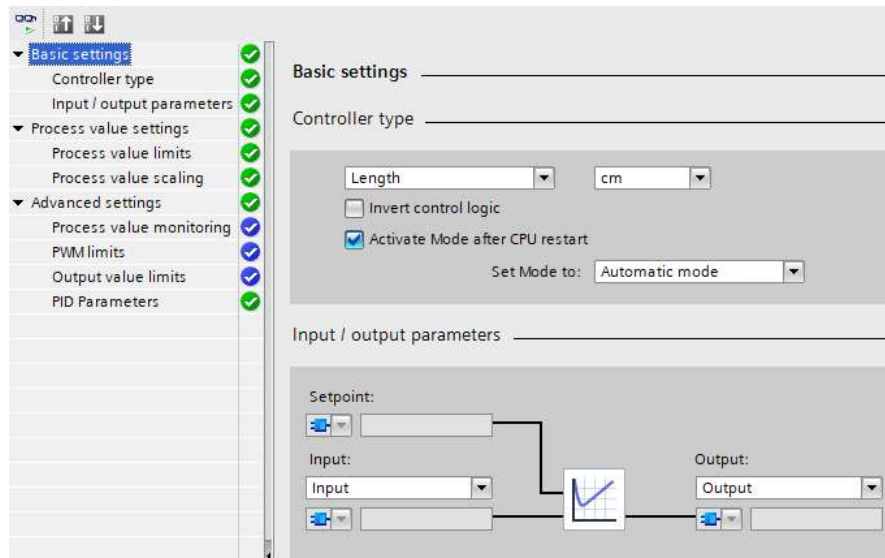 Basic settings
Controller type
Input / output parameters
Process value settings
Process value limits
Process value scaling
Advanced settings
Process value monitoring
PWM limits
Output value limits
PID Parameters
Basic settings
Controller type
Length cm
Invert control logic
Activate Mode after CPU restart
Set Mode to: Automatic mode
Input / output parameters
Setpoint:
Input: Output:
Input Output